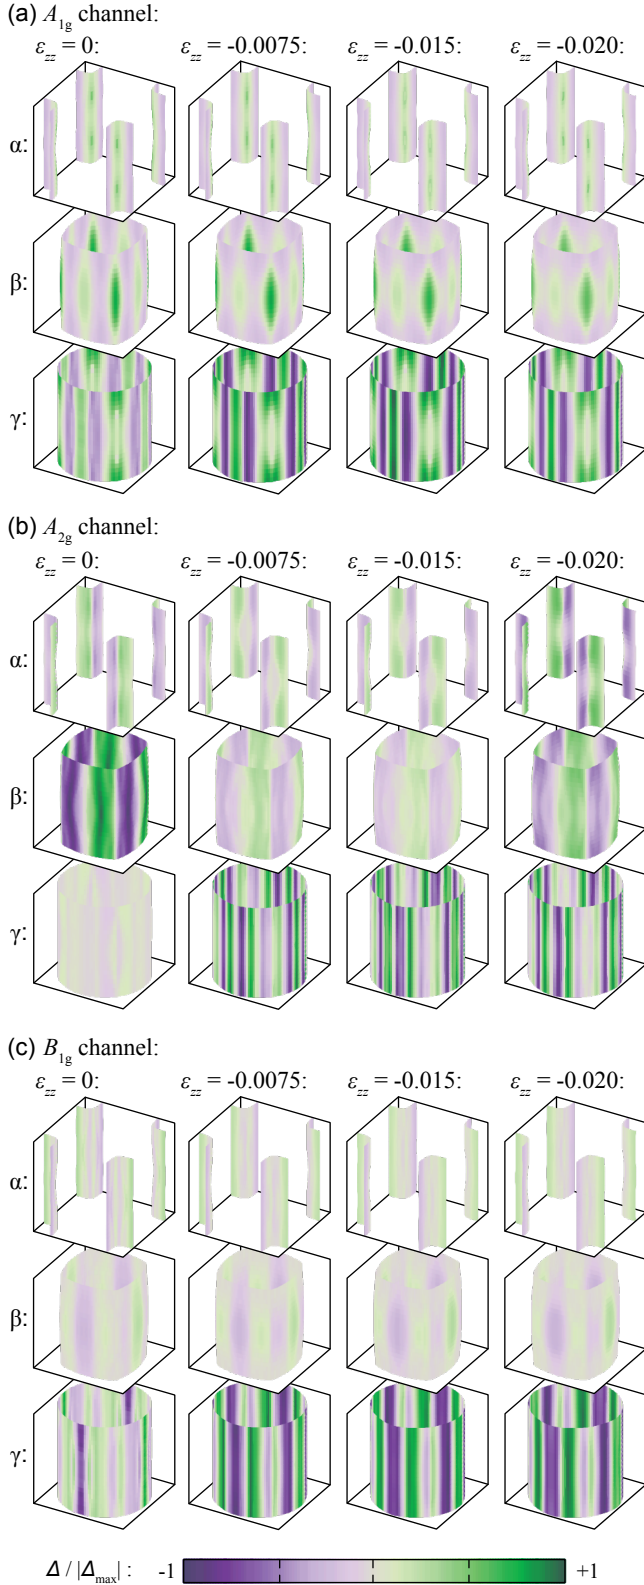 (a) A1g channel:
εzz = 0: εzz = -0.0075: εzz = -0.015: εzz = -0.020:
α:
β:
γ:
(b) A2g channel:
εzz = 0: εzz = -0.0075: εzz = -0.015: εzz = -0.020:
α:
β:
γ:
(c) B1g channel:
εzz = 0: εzz = -0.0075: εzz = -0.015: εzz = -0.020:
α:
β:
γ:
Δ / |Δmax| : -1 +1